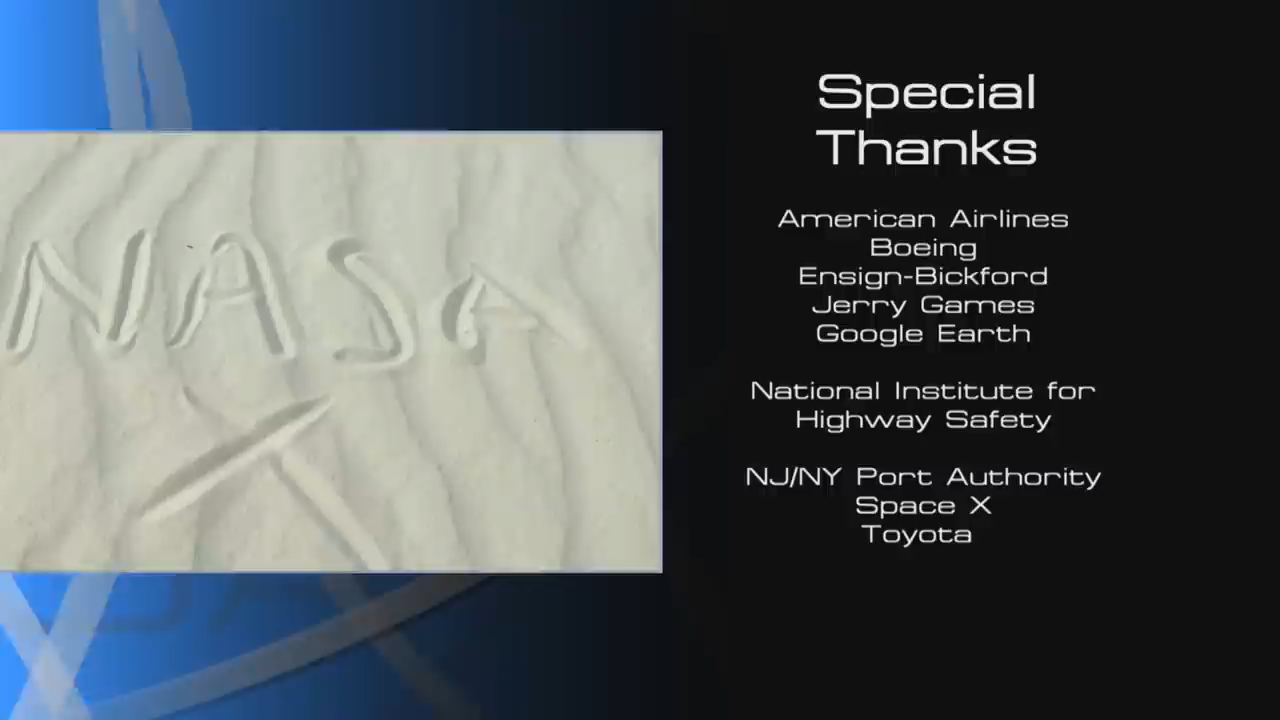 NASA
X
Special
Thanks
American Airlines
Boeing
Ensign-Bickford
Jerry Games
Google Earth
National Institute for
Highway Safety
NJ/NY Port Authority
Space X
Toyota